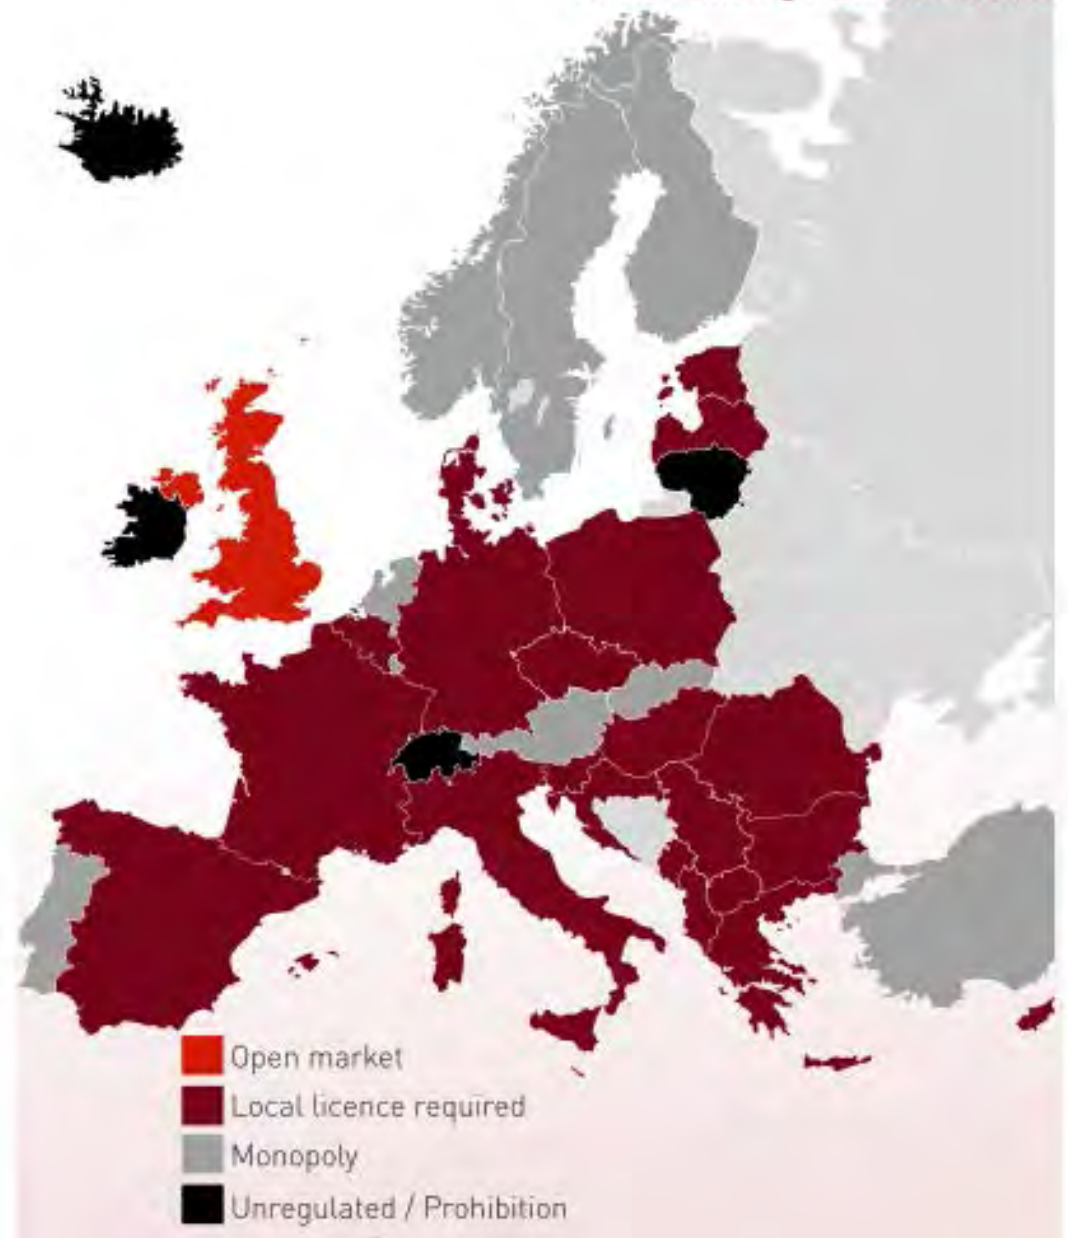 Open market
Local licence required
Monopoly
Unregulated / Prohibition